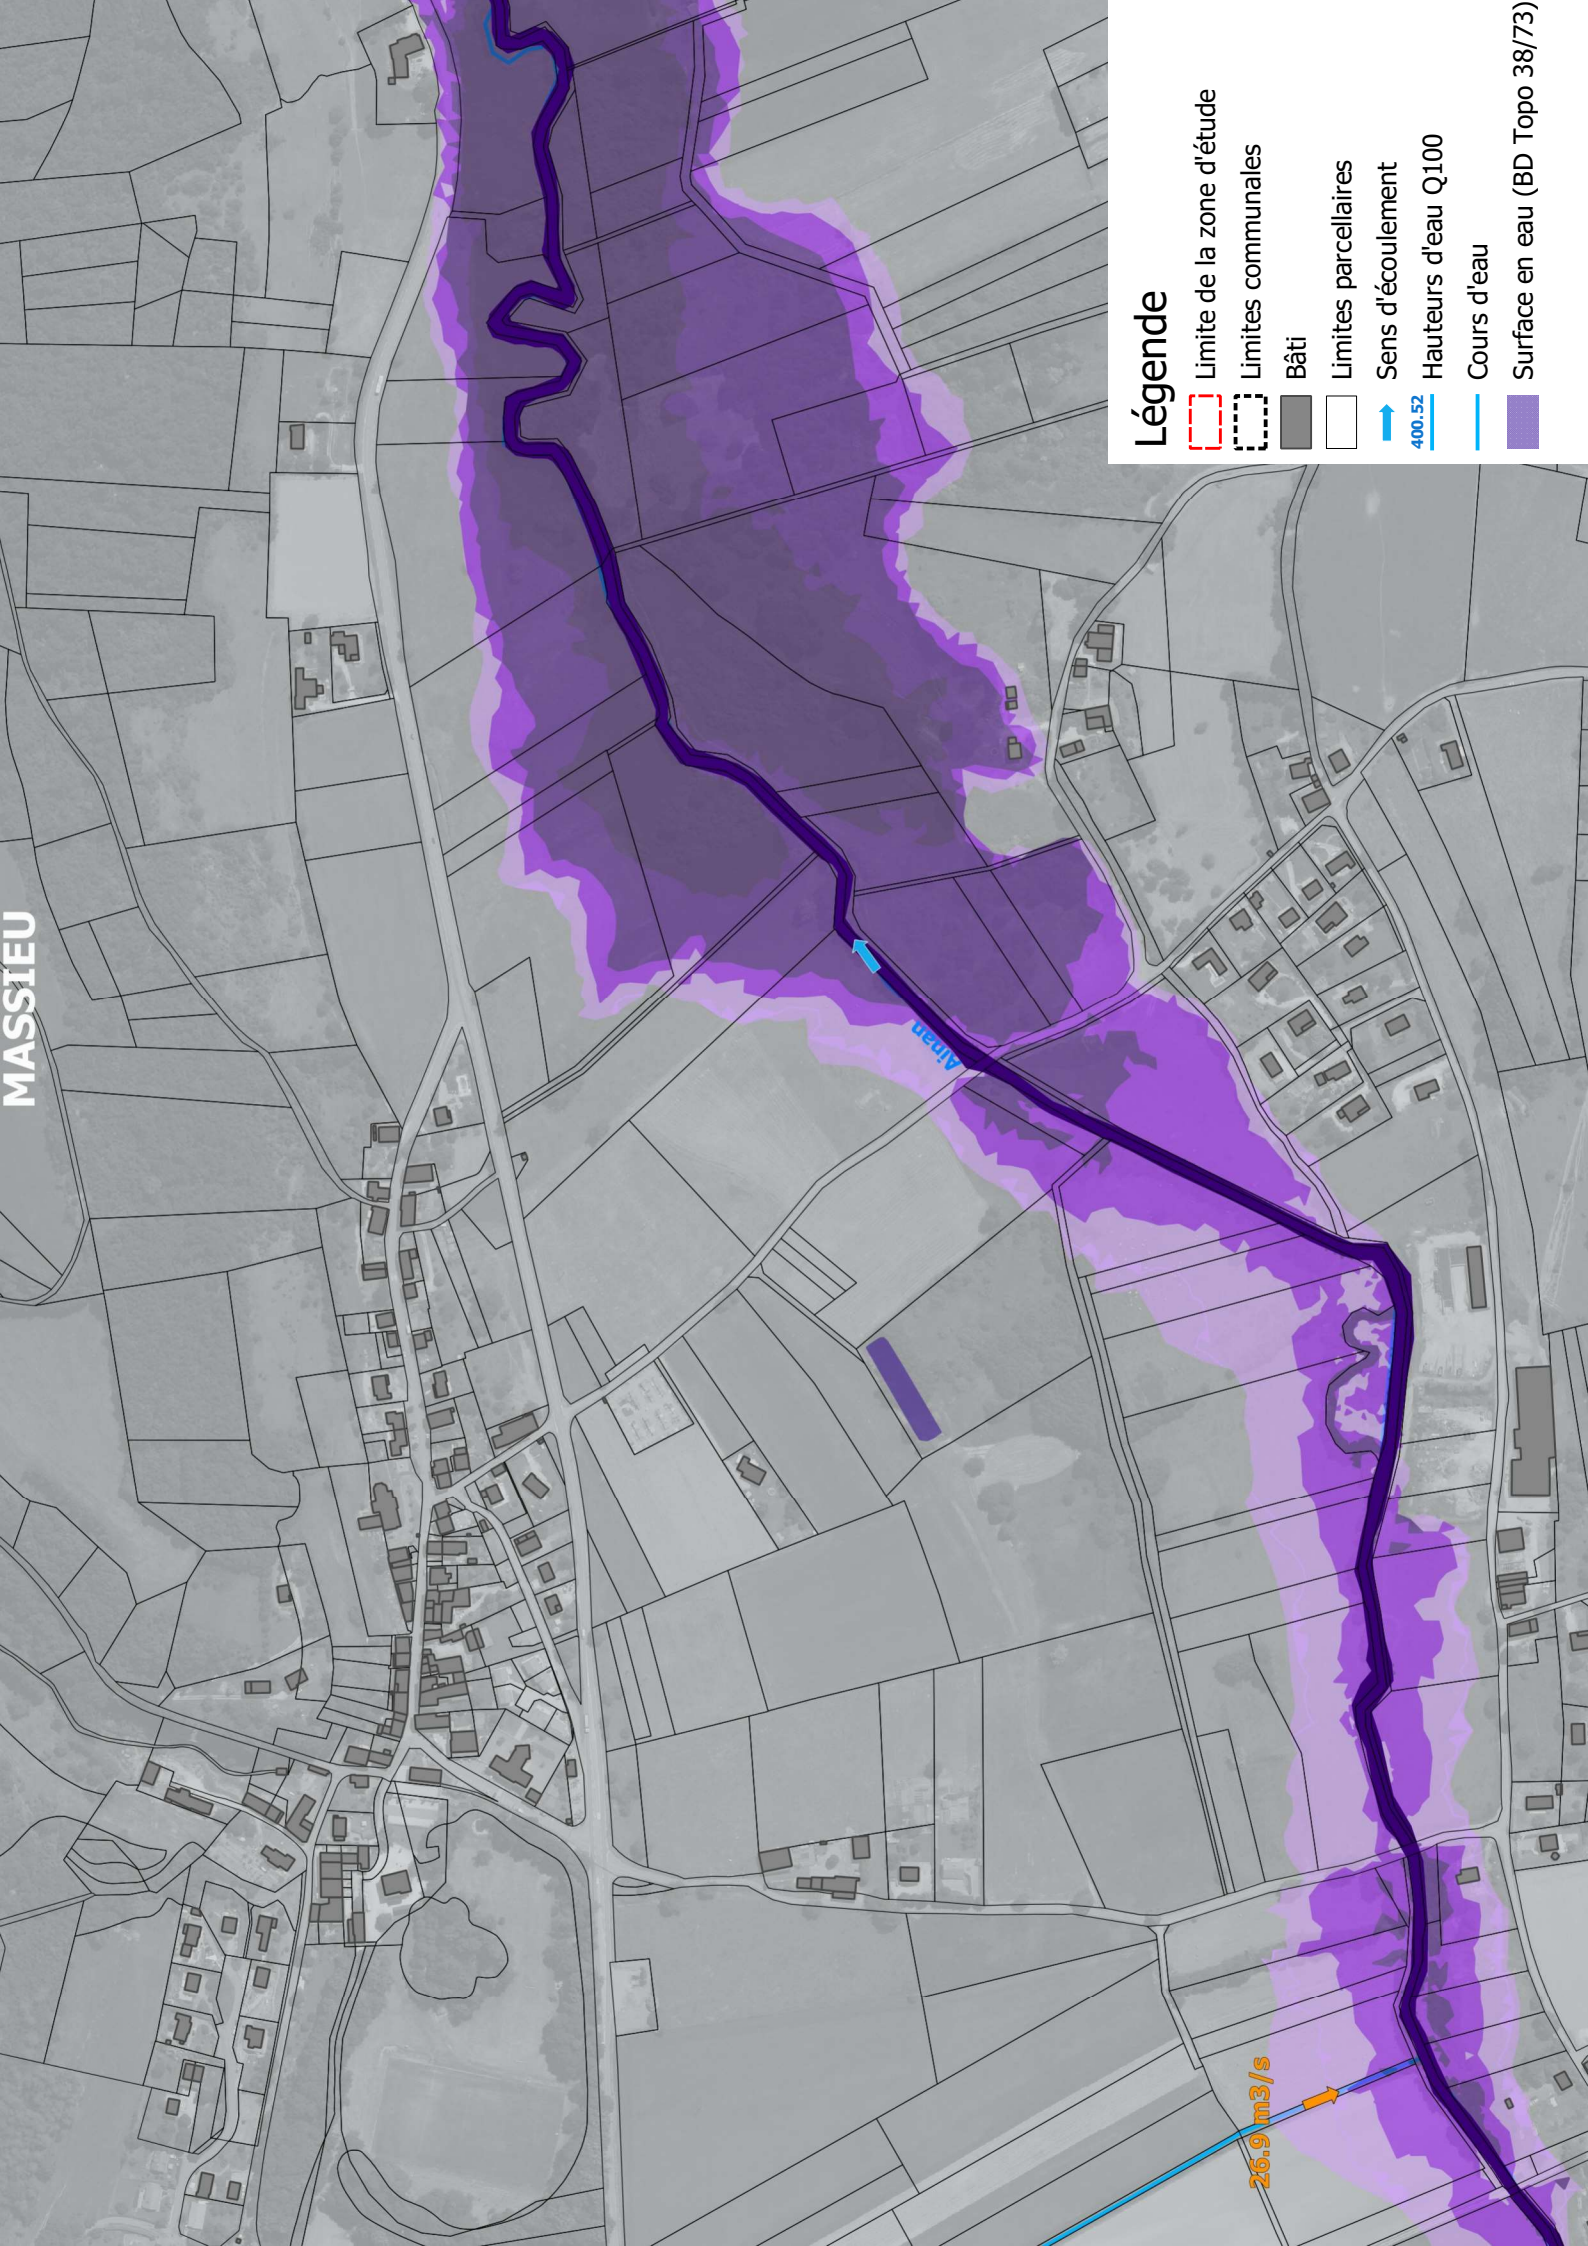 MASSIEU
Ainan
26.9 m3/s
Légende
Limite de la zone d'étude
Limites communales
Bâti
Limites parcellaires
Sens d'écoulement
400.52 Hauteurs d'eau Q100
Cours d'eau
Surface en eau (BD Topo 38/73)